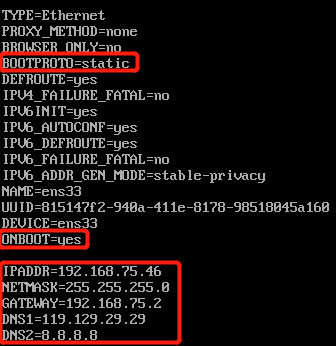 TYPE=Ethernet
PROXY_METHOD=none
BROWSER_ONLY=no
BOOTPROTO=static
DEFROUTE=yes
IPV4_FAILURE_FATAL=no
IPV6INIT=yes
IPV6_AUTOCONF=yes
IPV6_DEFROUTE=yes
IPV6_FAILURE_FATAL=no
IPV6_ADDR_GEN_MODE=stable-privacy
NAME=ens33
UUID=815147f2-940a-411e-8178-98518045a160
DEVICE=ens33
ONBOOT=yes
IPADDR=192.168.75.46
NETMASK=255.255.255.0
GATEWAY=192.168.75.2
DNS1=119.129.29.29
DNS2=8.8.8.8